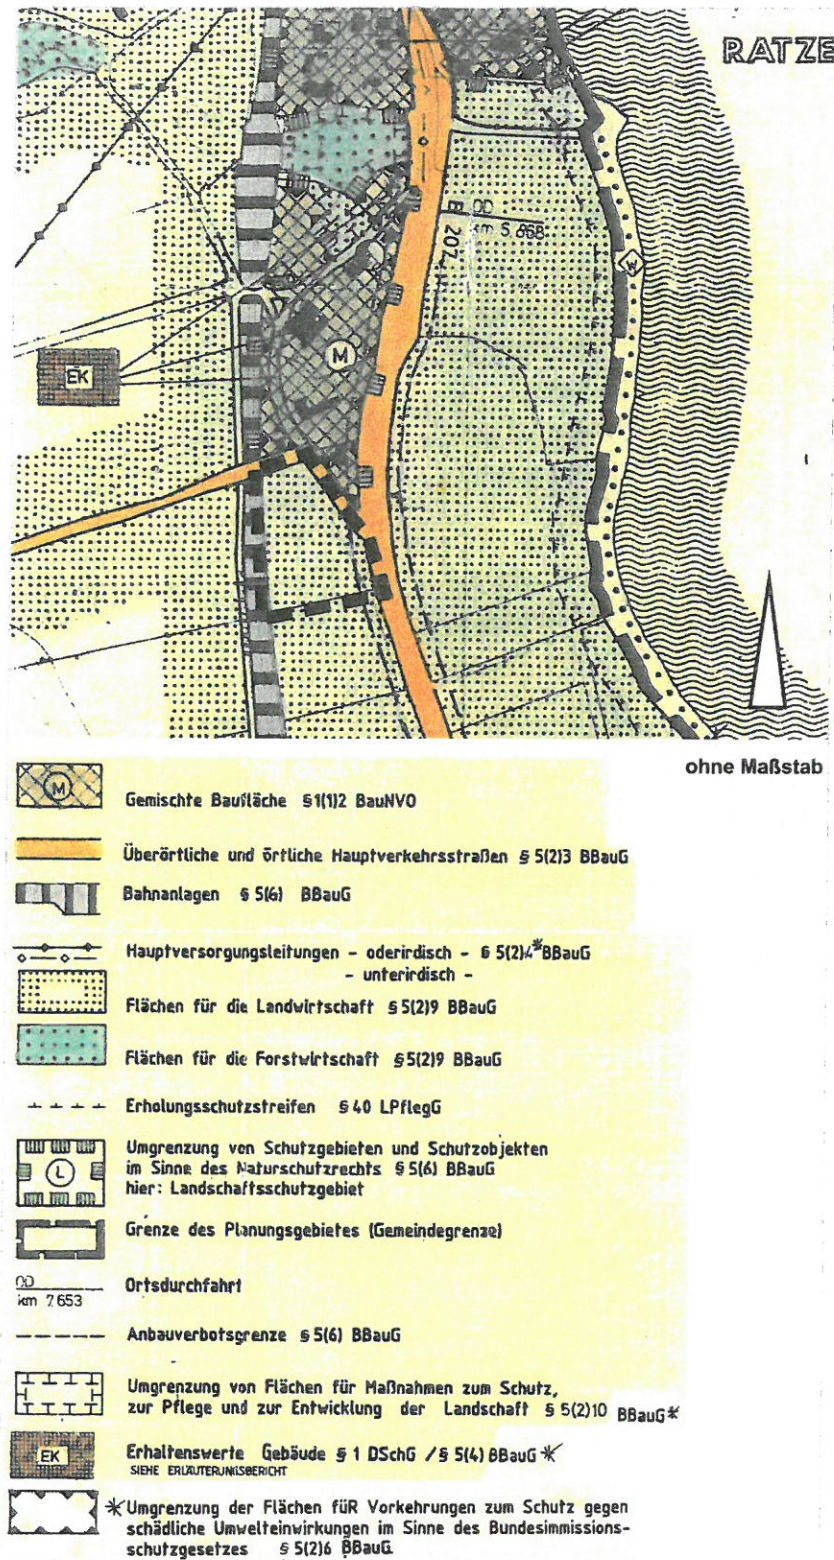 RATZE
OD
km 5.868
B 207
M
EK
ohne Maßstab
M
Gemischte Baufläche §1(1)2 BauNVO
Überörtliche und örtliche Hauptverkehrsstraßen § 5(2)3 BBauG
Bahnanlagen § 5(6) BBauG
Hauptversorgungsleitungen - oderirdisch - § 5(2)4* BBauG
- unterirdisch -
Flächen für die Landwirtschaft § 5(2)9 BBauG
Flächen für die Forstwirtschaft § 5(2)9 BBauG
Erholungsschutzstreifen § 40 LPflegG
Umgrenzung von Schutzgebieten und Schutzobjekten
im Sinne des Naturschutzrechts § 5(6) BBauG
L
hier: Landschaftsschutzgebiet
Grenze des Planungsgebietes (Gemeindegrenze)
OD
km 7.653
Ortsdurchfahrt
Anbauverbotsgrenze § 5(6) BBauG
Umgrenzung von Flächen für Maßnahmen zum Schutz,
zur Pflege und zur Entwicklung der Landschaft § 5(2)10 BBauG*
EK
Erhaltenswerte Gebäude § 1 DSchG / § 5(4) BBauG *
SIEHE ERLÄUTERUNGSBERICHT
* Umgrenzung der Flächen füR Vorkehrungen zum Schutz gegen
schädliche Umwelteinwirkungen im Sinne des Bundesimmissions-
schutzgesetzes § 5(2)6 BBauG